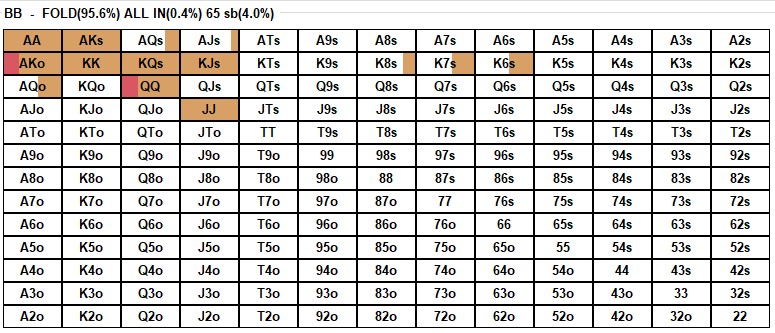 BB - FOLD(95.6%) ALL IN(0.4%) 65 sb(4.0%)
AA AKs AQs AJs ATs A9s A8s A7s A6s A5s A4s A3s A2s
AKo KK KQs KJs KTs K9s K8s K7s K6s K5s K4s K3s K2s
AQo KQo QQ QJs QTs Q9s Q8s Q7s Q6s Q5s Q4s Q3s Q2s
AJo KJo QJo JJ JTs J9s J8s J7s J6s J5s J4s J3s J2s
ATo KTo QTo JTo TT T9s T8s T7s T6s T5s T4s T3s T2s
A9o K9o Q9o J9o T9o 99 98s 97s 96s 95s 94s 93s 92s
A8o K8o Q8o J8o T8o 98o 88 87s 86s 85s 84s 83s 82s
A7o K7o Q7o J7o T7o 97o 87o 77 76s 75s 74s 73s 72s
A6o K6o Q6o J6o T6o 96o 86o 76o 66 65s 64s 63s 62s
A5o K5o Q5o J5o T5o 95o 85o 75o 65o 55 54s 53s 52s
A4o K4o Q4o J4o T4o 94o 84o 74o 64o 54o 44 43s 42s
A3o K3o Q3o J3o T3o 93o 83o 73o 63o 53o 43o 33 32s
A2o K2o Q2o J2o T2o 92o 82o 72o 62o 52o 42o 32o 22